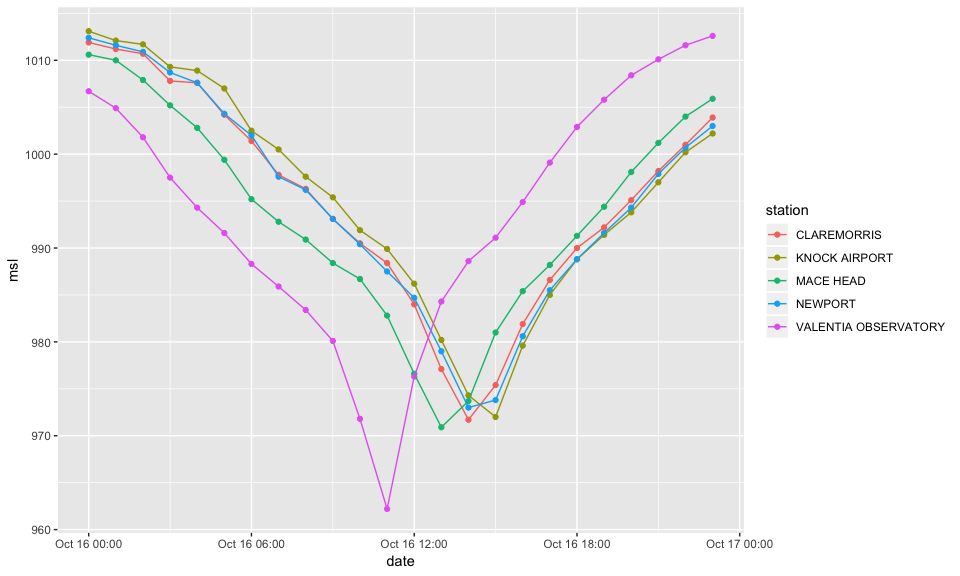 1010
1000
990
980
970
960
msl
Oct 16 00:00 Oct 16 06:00 Oct 16 12:00 Oct 16 18:00 Oct 17 00:00
date
station
CLAREMORRIS
KNOCK AIRPORT
MACE HEAD
NEWPORT
VALENTIA OBSERVATORY